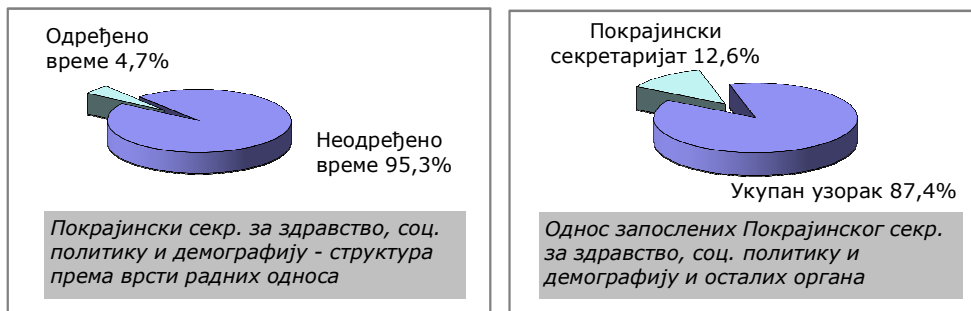 Одређено
време 4,7%
Неодређено
време 95,3%
Покрајински секр. за здравство, соц.
политику и демографију - структура
према врсти радних односа
Покрајински
секретаријат 12,6%
Укупан узорак 87,4%
Однос запослених Покрајинског секр.
за здравство, соц. политику и
демографију и осталих органа